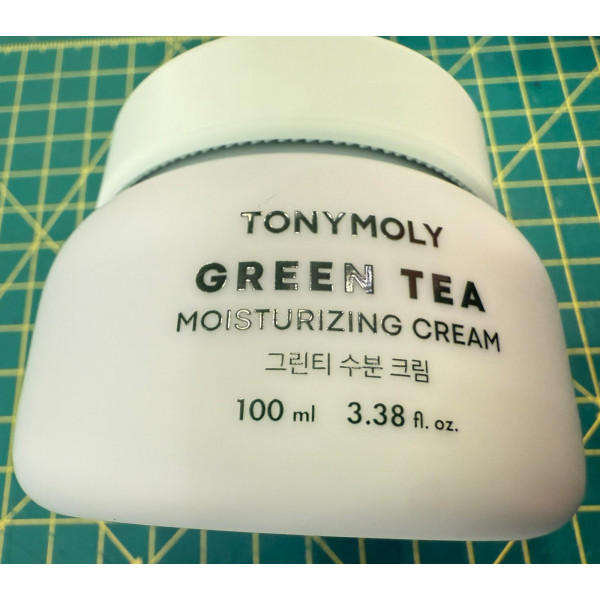 TONYMOLY
GREEN TEA
MOISTURIZING CREAM
그린티 수분 크림
100 ml 3.38 fl. oz.